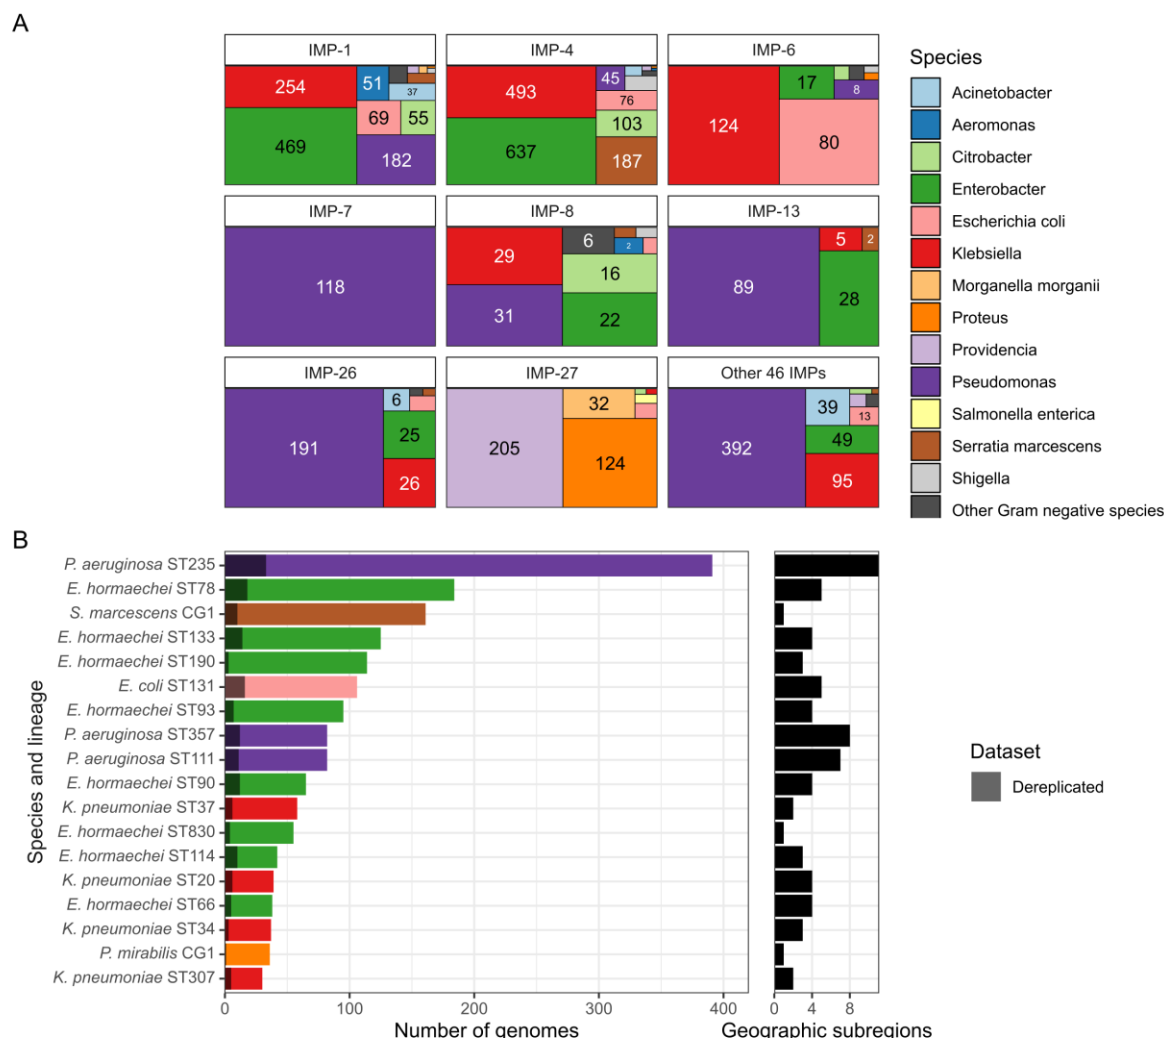 A
IMP-1
254
469
51
37
69
55
182
IMP-4
493
637
45
76
103
187
IMP-6
124
17
8
80
IMP-7
118
IMP-8
29
31
6
2
16
22
IMP-13
89
5
2
28
IMP-26
191
6
25
26
IMP-27
205
32
124
Other 46 IMPs
392
39
13
49
95
Species
Acinetobacter
Aeromonas
Citrobacter
Enterobacter
Escherichia coli
Klebsiella
Morganella morganii
Proteus
Providencia
Pseudomonas
Salmonella enterica
Serratia marcescens
Shigella
Other Gram negative species
B
Species and lineage
P. aeruginosa ST235
E. hormaechei ST78
S. marcescens CG1
E. hormaechei ST133
E. hormaechei ST190
E. coli ST131
E. hormaechei ST93
P. aeruginosa ST357
P. aeruginosa ST111
E. hormaechei ST90
K. pneumoniae ST37
E. hormaechei ST830
E. hormaechei ST114
K. pneumoniae ST20
E. hormaechei ST66
K. pneumoniae ST34
P. mirabilis CG1
K. pneumoniae ST307
0 100 200 300 400
Number of genomes
0 4 8
Geographic subregions
Dataset
Dereplicated